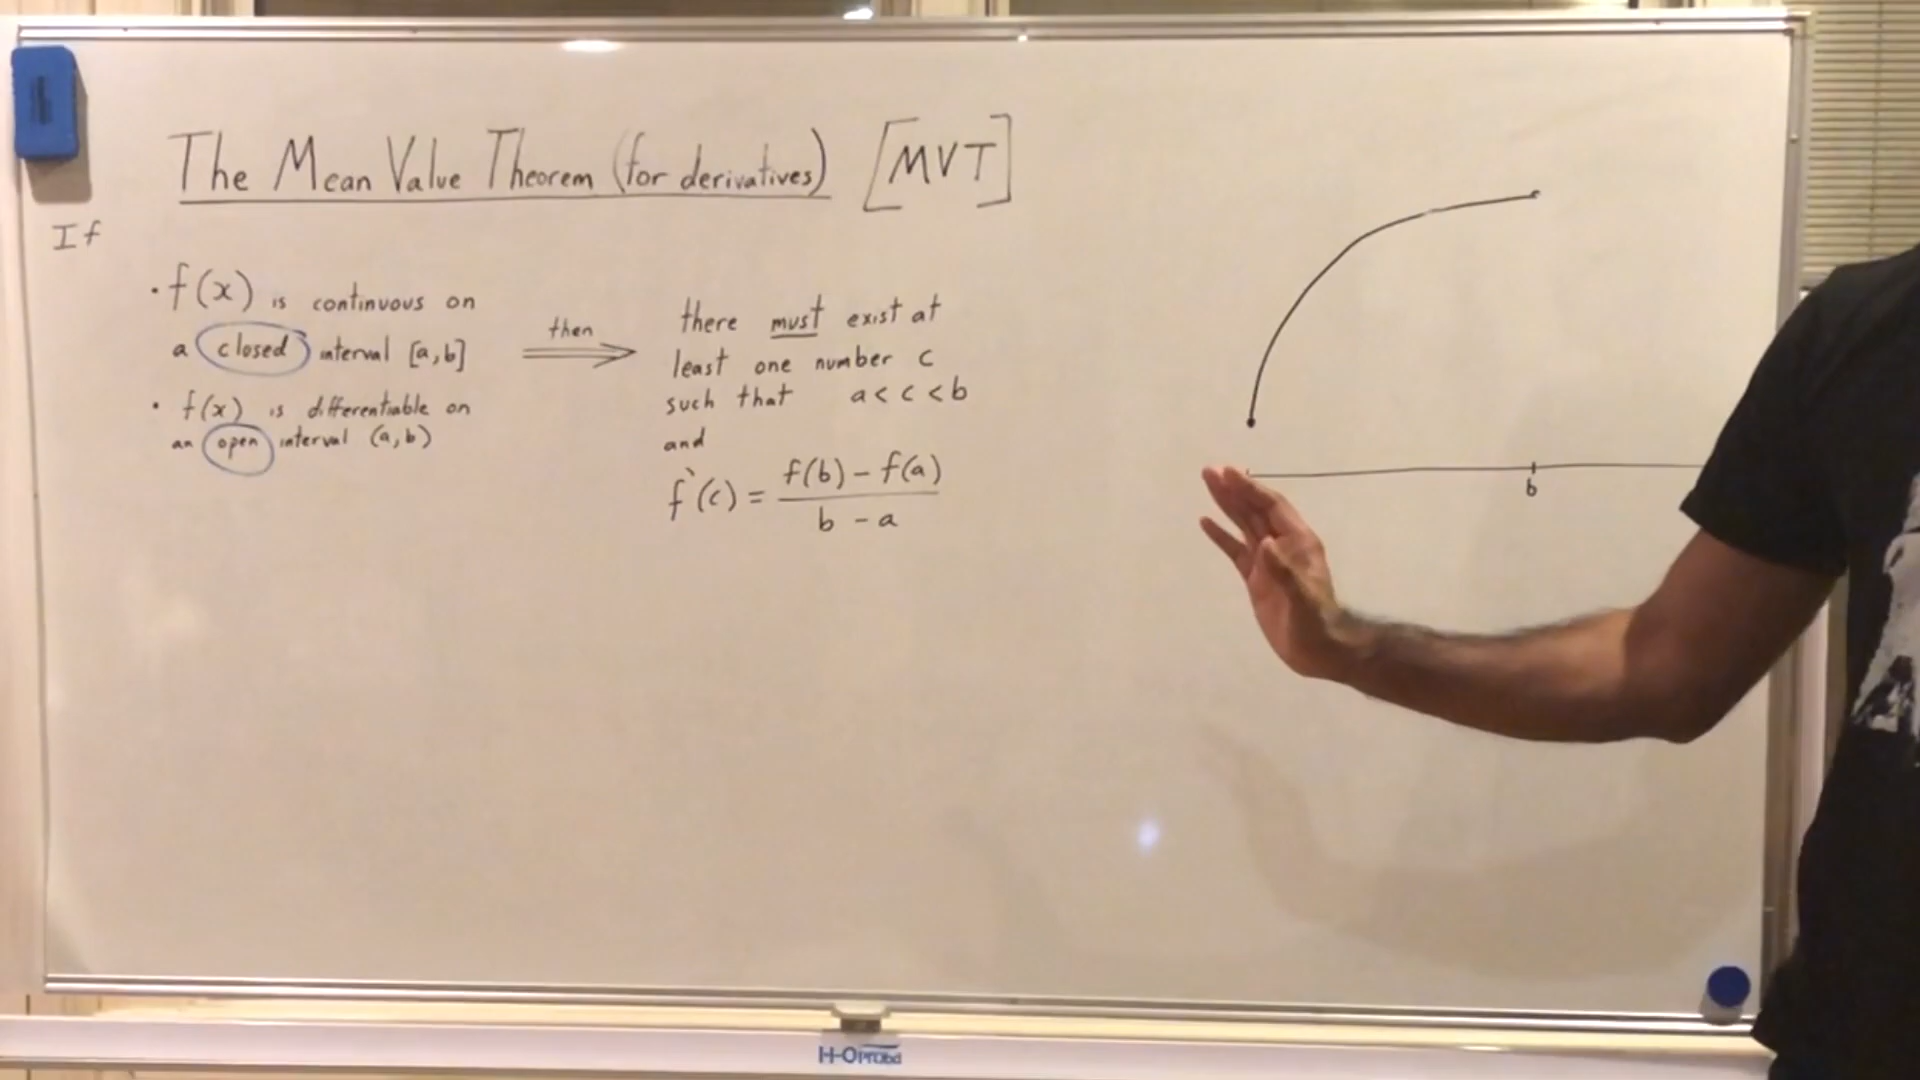 The Mean Value Theorem (for derivatives) [MVT]
If
• f(x) is continuous on
a closed interval [a,b]
• f(x) is differentiable on
an open interval (a,b)
then
there must exist at
least one number c
such that a < c < b
and
f`(c) = f(b) - f(a)
b - a
b